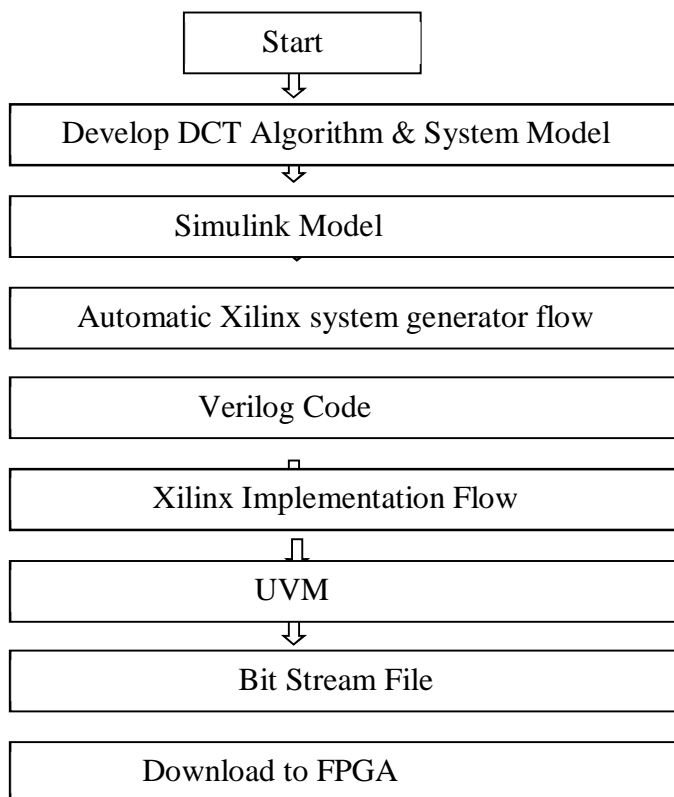 Start
Develop DCT Algorithm & System Model
Simulink Model
Automatic Xilinx system generator flow
Verilog Code
Xilinx Implementation Flow
UVM
Bit Stream File
Download to FPGA